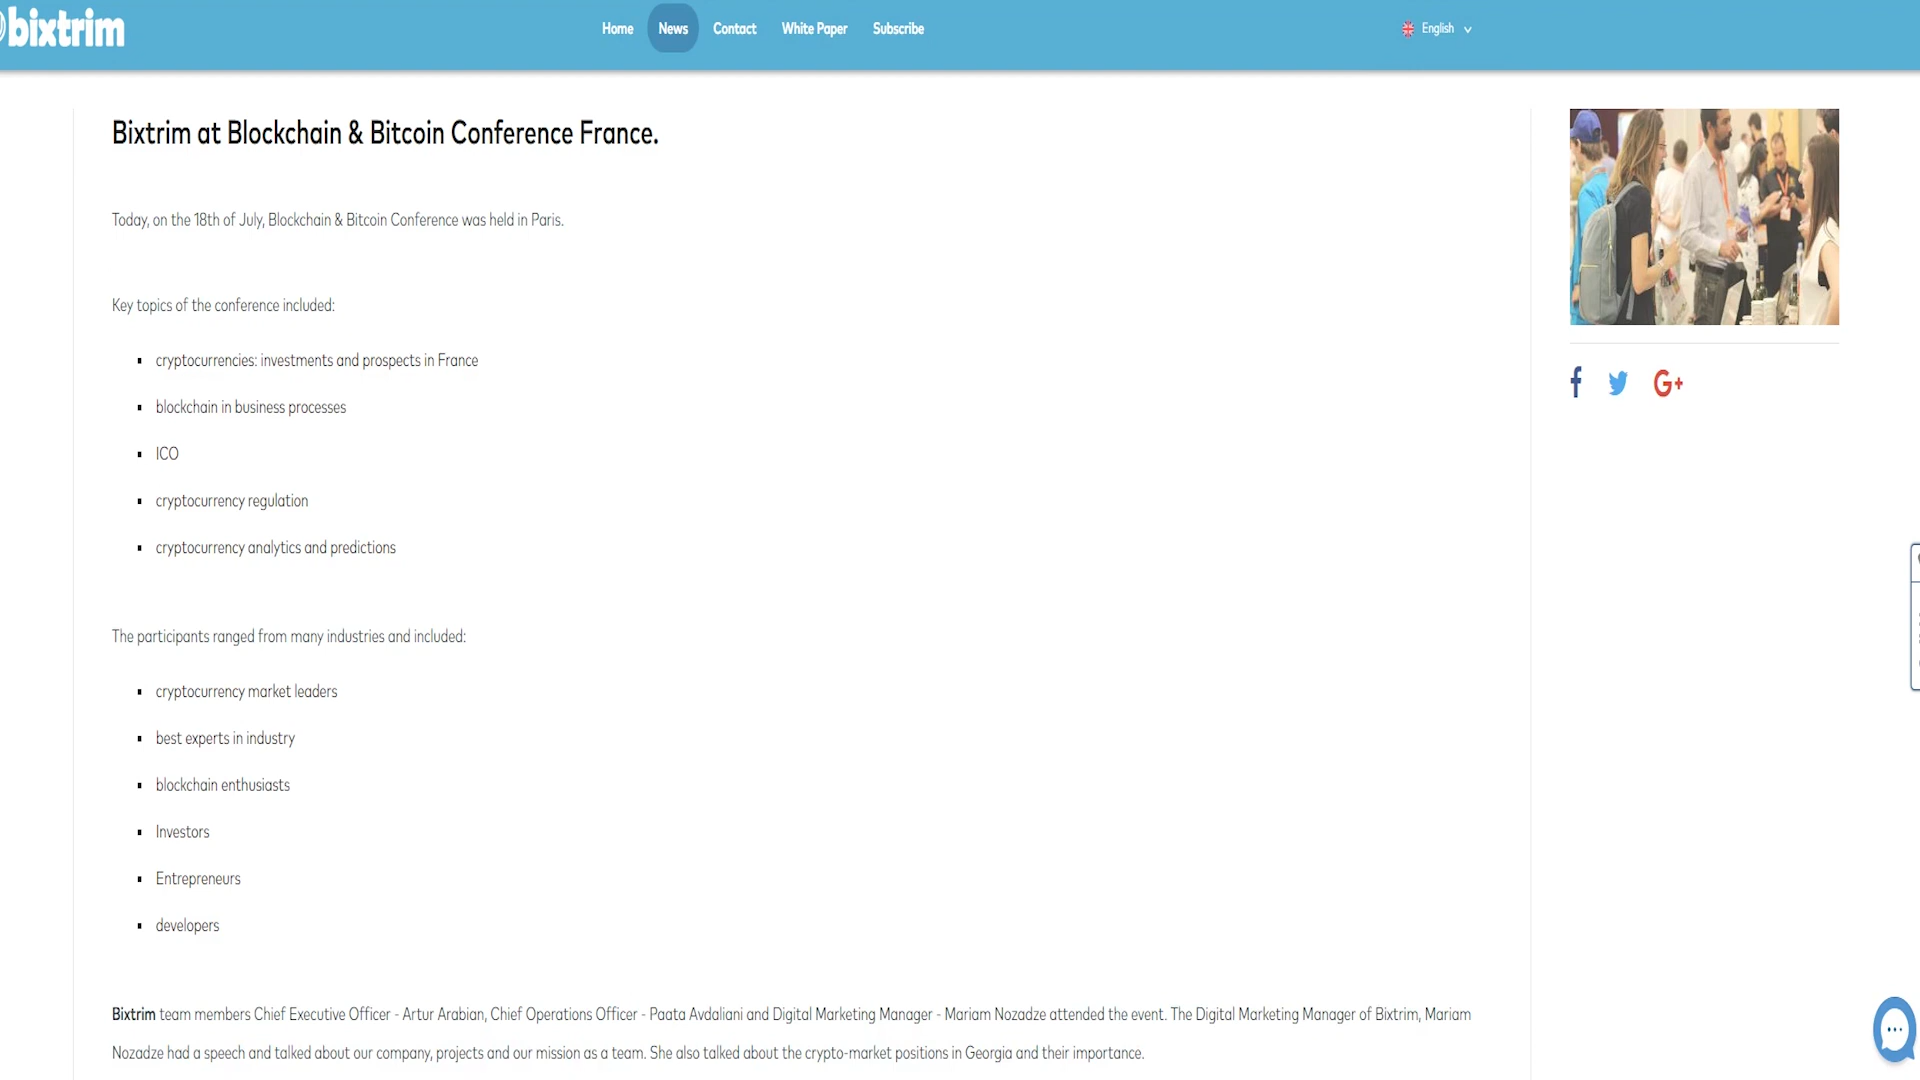 bixtrim
Home News Contact White Paper Subscribe English
Bixtrim at Blockchain & Bitcoin Conference France.
Today, on the 18th of July, Blockchain & Bitcoin Conference was held in Paris.
Key topics of the conference included:
cryptocurrencies: investments and prospects in France
blockchain in business processes
ICO
cryptocurrency regulation
cryptocurrency analytics and predictions
The participants ranged from many industries and included:
cryptocurrency market leaders
best experts in industry
blockchain enthusiasts
Investors
Entrepreneurs
developers
Bixtrim team members Chief Executive Officer - Artur Arabian, Chief Operations Officer - Paata Avdaliani and Digital Marketing Manager - Mariam Nozadze attended the event. The Digital Marketing Manager of Bixtrim, Mariam
Nozadze had a speech and talked about our company, projects and our mission as a team. She also talked about the crypto-market positions in Georgia and their importance.